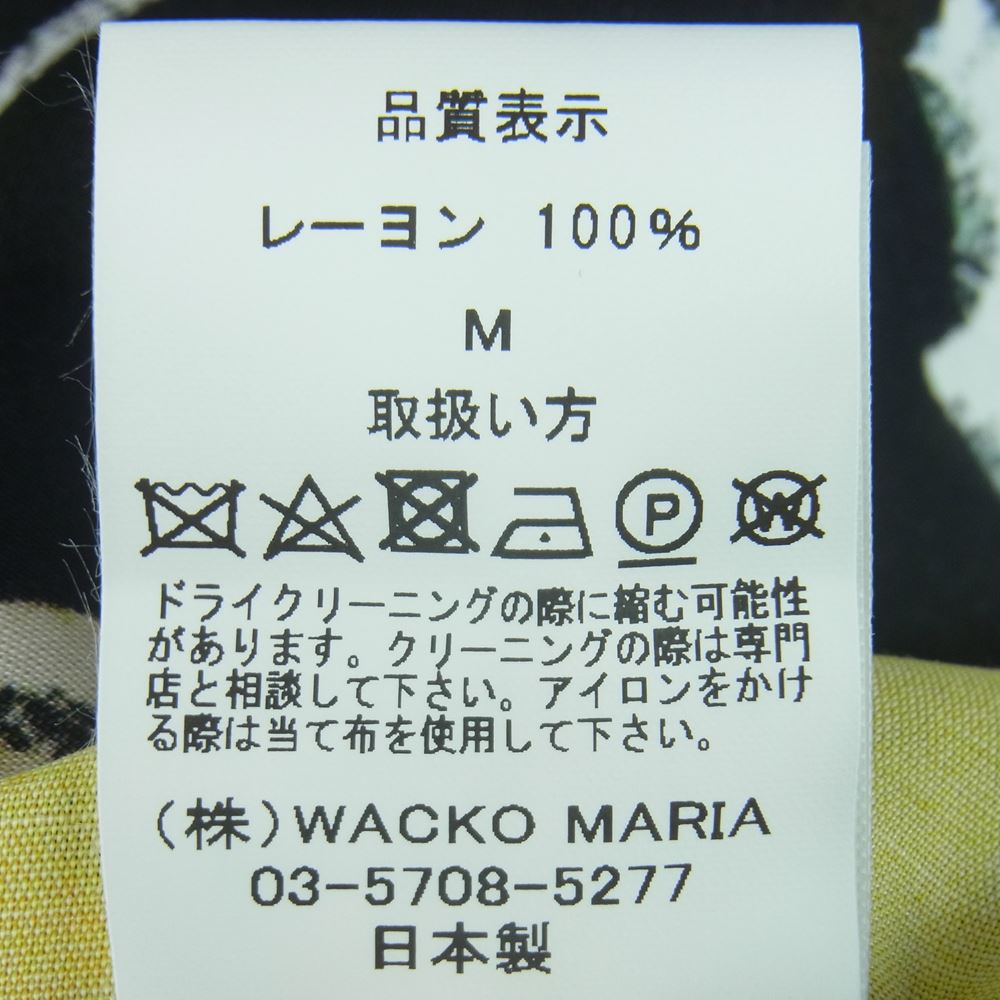 品質表示
レーヨン 100%
M
取扱い方
P W
ドライクリーニングの際に縮む可能性
があります。クリーニングの際は専門
店と相談して下さい。アイロンをかけ
る際は当て布を使用して下さい。
(株)WACKO MARIA
03-5708-5277
日本製